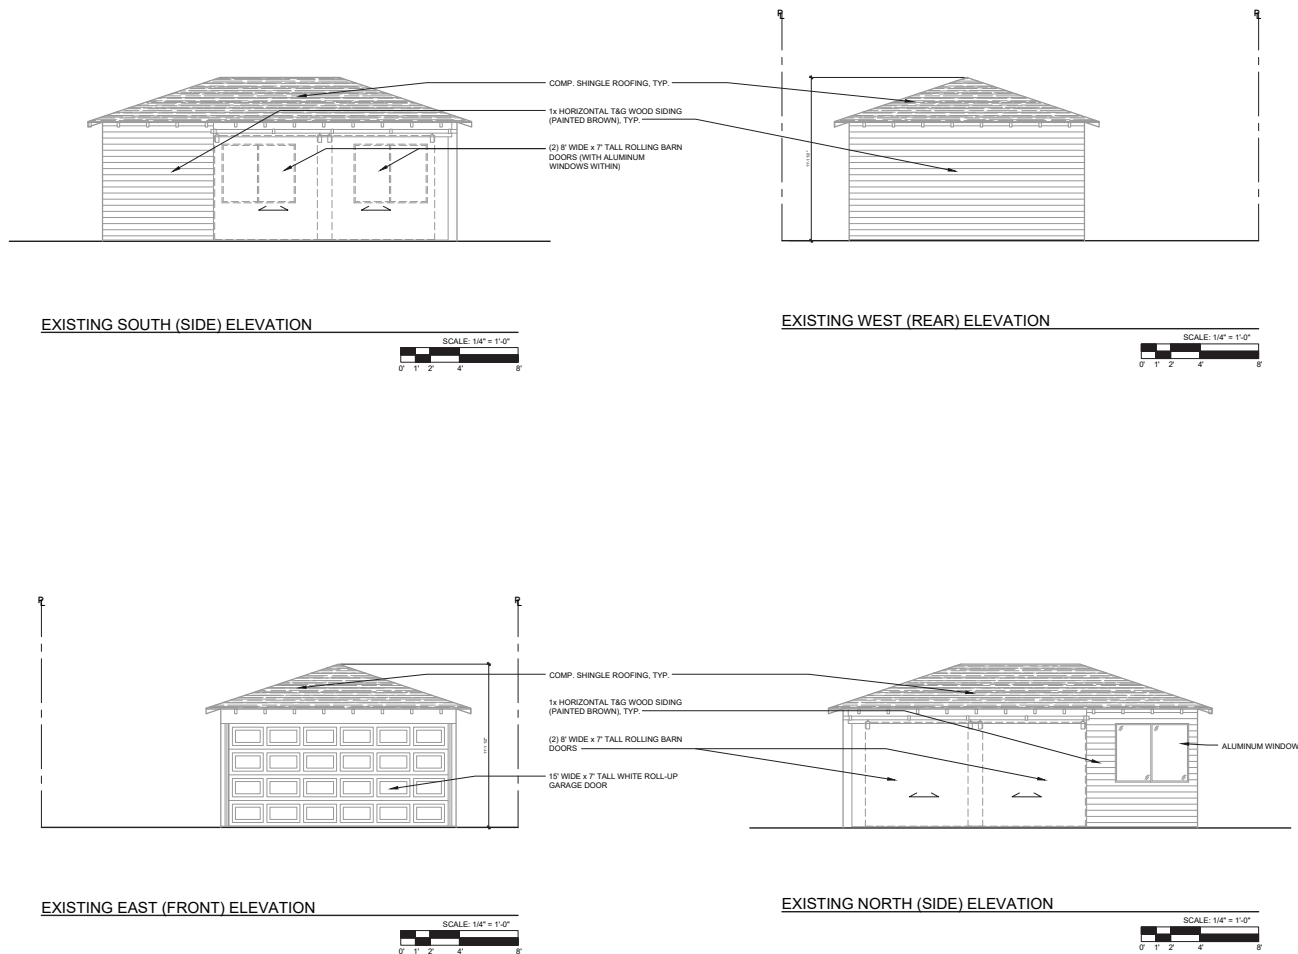 COMP. SHINGLE ROOFING, TYP.
1x HORIZONTAL T&G WOOD SIDING
(PAINTED BROWN), TYP.
(2) 8' WIDE x 7' TALL ROLLING BARN
DOORS (WITH ALUMINUM
WINDOWS WITHIN)
EXISTING SOUTH (SIDE) ELEVATION
SCALE: 1/4" = 1'-0"
0' 1' 2' 4' 8'
EXISTING WEST (REAR) ELEVATION
SCALE: 1/4" = 1'-0"
0' 1' 2' 4' 8'
COMP. SHINGLE ROOFING, TYP.
1x HORIZONTAL T&G WOOD SIDING
(PAINTED BROWN), TYP.
(2) 8' WIDE x 7' TALL ROLLING BARN
DOORS
15' WIDE x 7' TALL WHITE ROLL-UP
GARAGE DOOR
ALUMINUM WINDOW
EXISTING EAST (FRONT) ELEVATION
SCALE: 1/4" = 1'-0"
0' 1' 2' 4' 8'
EXISTING NORTH (SIDE) ELEVATION
SCALE: 1/4" = 1'-0"
0' 1' 2' 4' 8'